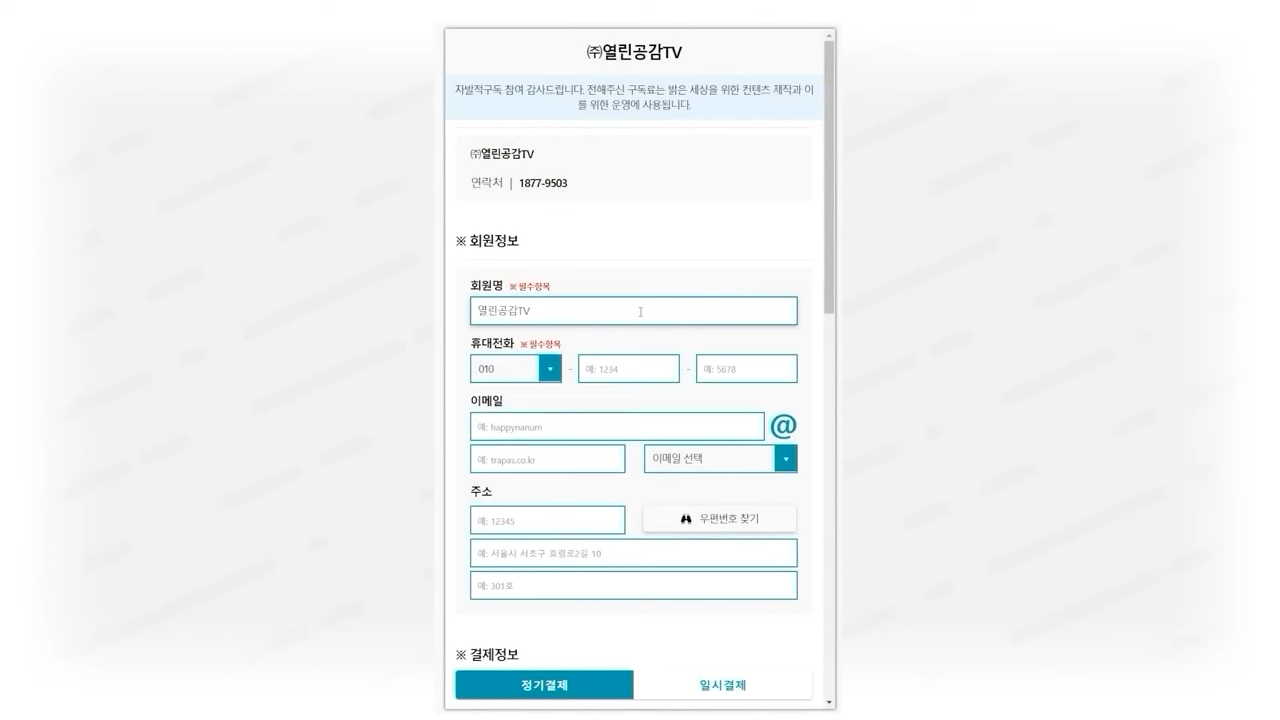 ㈜열린공감TV
자발적구독 참여 감사드립니다. 전해주신 구독료는 밝은 세상을 위한 컨텐츠 제작과 이
를 위한 운영에 사용됩니다.
㈜열린공감TV
연락처 | 1877-9503
※ 회원정보
회원명 ※ 필수항목
열린공감TV
휴대전화 ※ 필수항목
010 - 예: 1234 - 예: 5678
이메일
예: happynanum @
예: trapas.co.kr 이메일 선택
주소
예: 12345 우편번호 찾기
예: 서울시 서초구 효령로2길 10
예: 301호
※ 결제정보
정기결제 일시결제